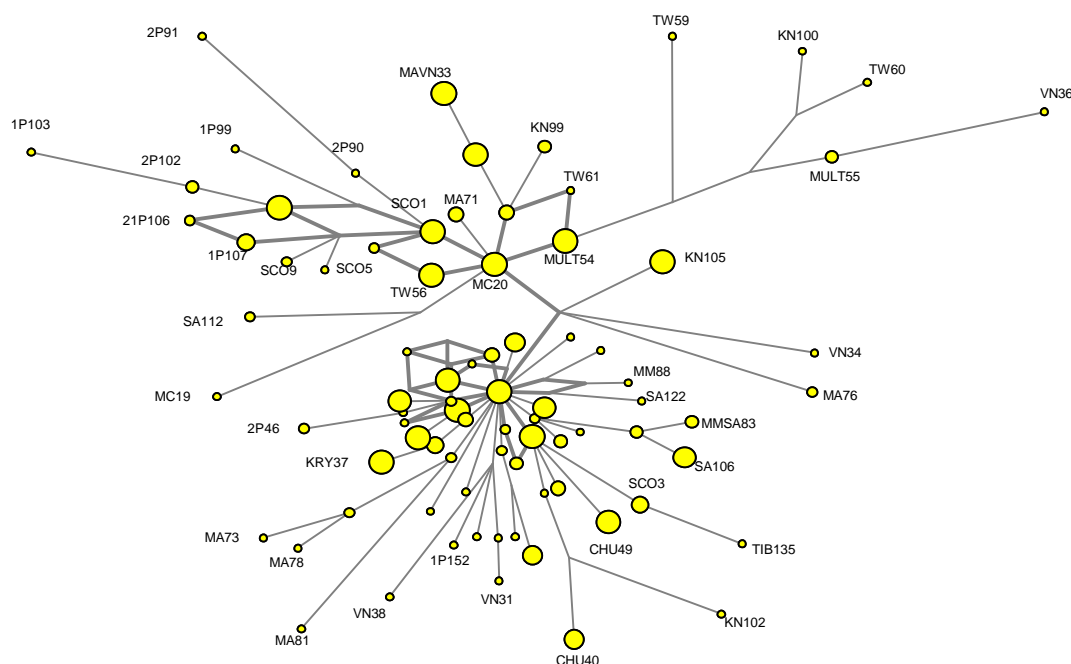 TW59
2P91
KN100
TW60
MAVN33
VN36
1P103
1P99
KN99
2P90
2P102
MULT55
TW61
SCO1
MA71
21P106
1P107
MULT54
KN105
SCO9
SCO5
TW56
MC20
SA112
VN34
MM88
MC19
SA122
MA76
2P46
MMSA83
KRY37
SA106
SCO3
MA73
CHU49
TIB135
MA78
1P152
VN31
VN38
KN102
MA81
CHU40